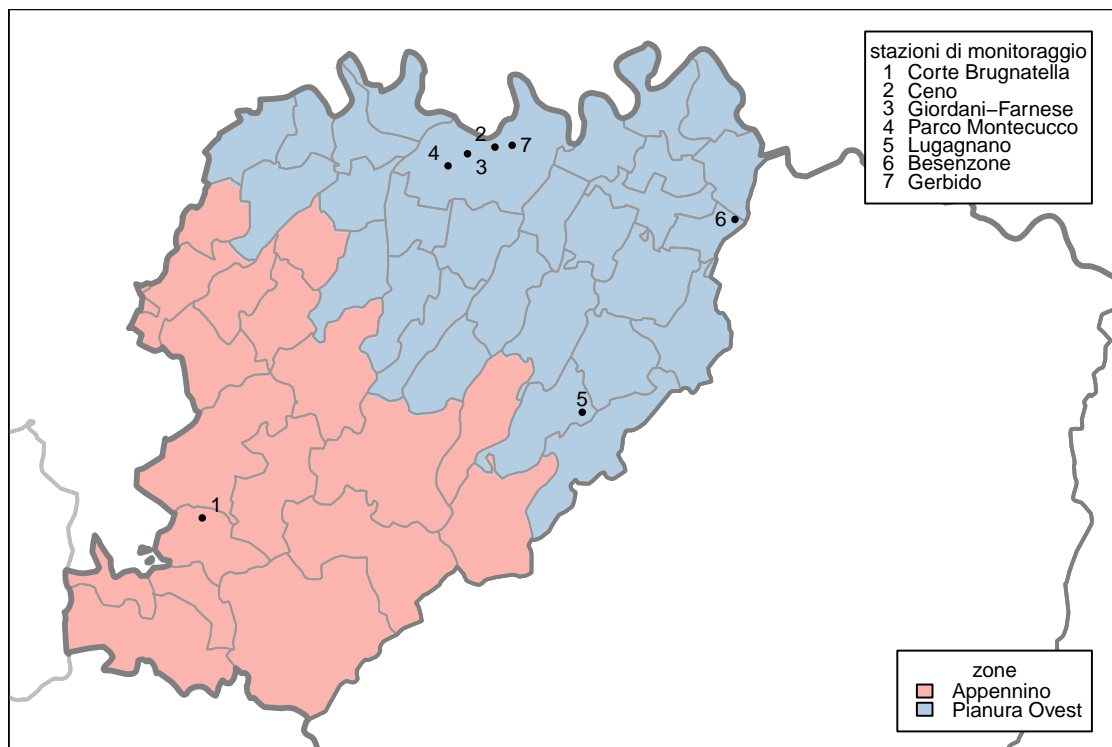 stazioni di monitoraggio
1 Corte Brugnatella
2 Ceno
3 Giordani−Farnese
4 Parco Montecucco
5 Lugagnano
6 Besenzone
7 Gerbido
2
7
4
3
6
5
1
zone
Appennino
Pianura Ovest